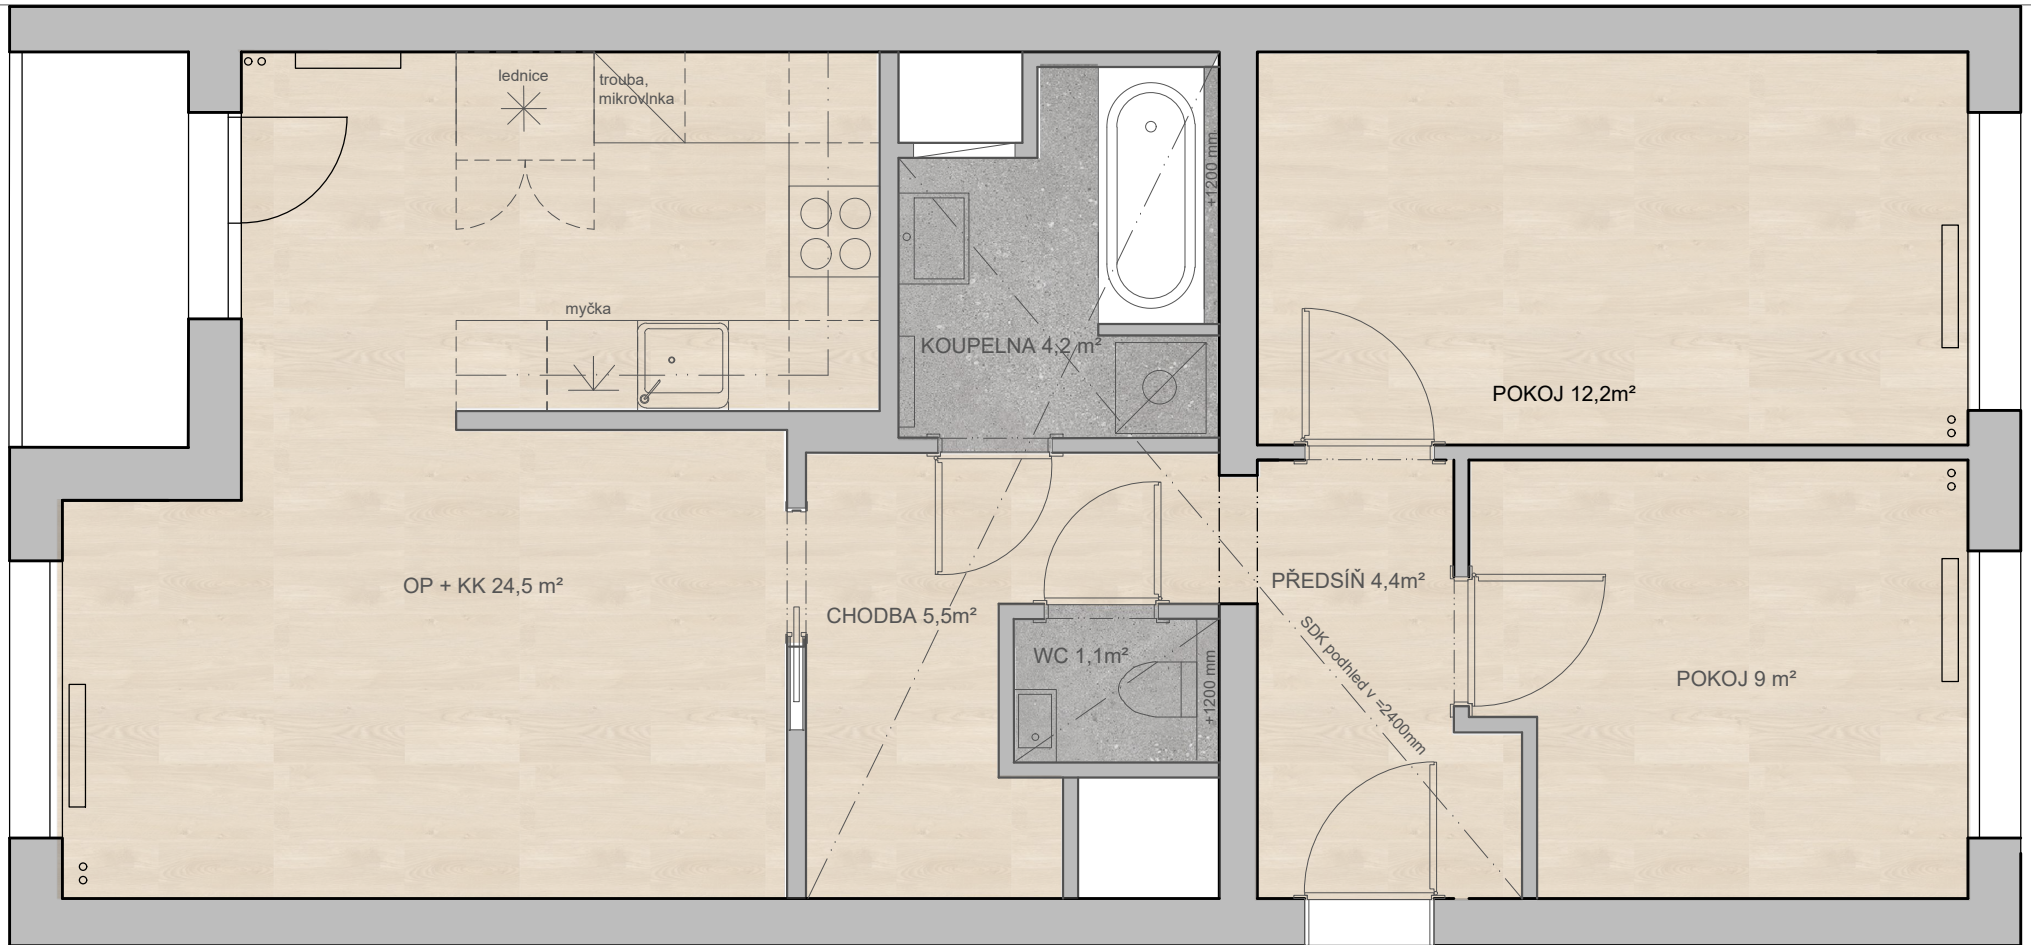 lednice
trouba,
mikrovlnka
+1200 mm
myčka
KOUPELNA 4,2 m²
POKOJ 12,2m²
OP + KK 24,5 m²
PŘEDSÍŇ 4,4m²
CHODBA 5,5m²
WC 1,1m²
+1200 mm
SDK podhled v =2400mm
POKOJ 9 m²